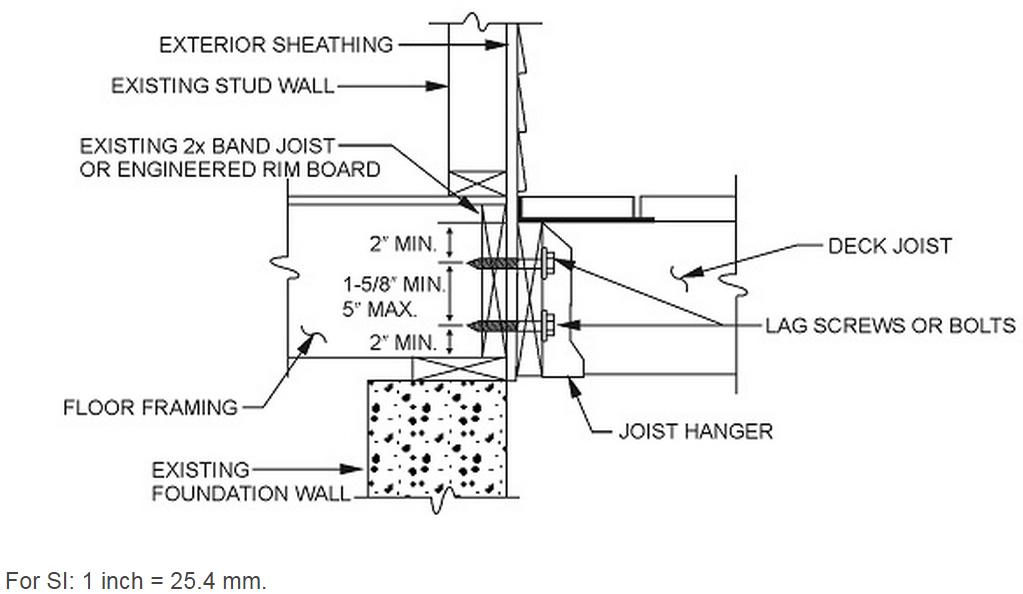 EXTERIOR SHEATHING
EXISTING STUD WALL
EXISTING 2x BAND JOIST
OR ENGINEERED RIM BOARD
2" MIN.
DECK JOIST
1-5/8" MIN.
5" MAX.
LAG SCREWS OR BOLTS
2" MIN.
FLOOR FRAMING
JOIST HANGER
EXISTING
FOUNDATION WALL
For SI: 1 inch = 25.4 mm.